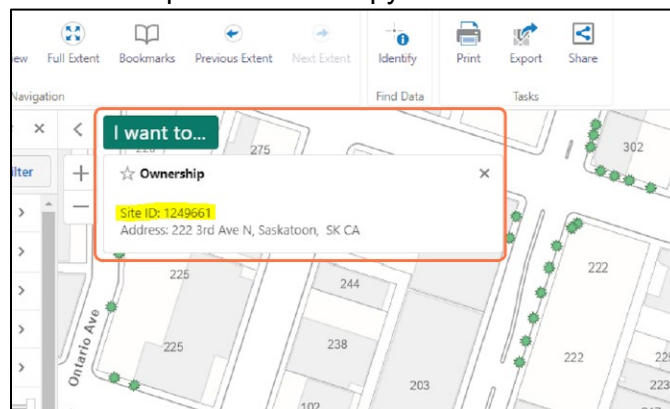 Full Extent Bookmarks Previous Extent Next Extent Identify Print Export Share
Navigation Find Data Tasks
I want to...
275
302
Ownership
Site ID: 1249661
Address: 222 3rd Ave N, Saskatoon, SK CA
225
244
222
Ontario Ave
225
238
222
203
223
102